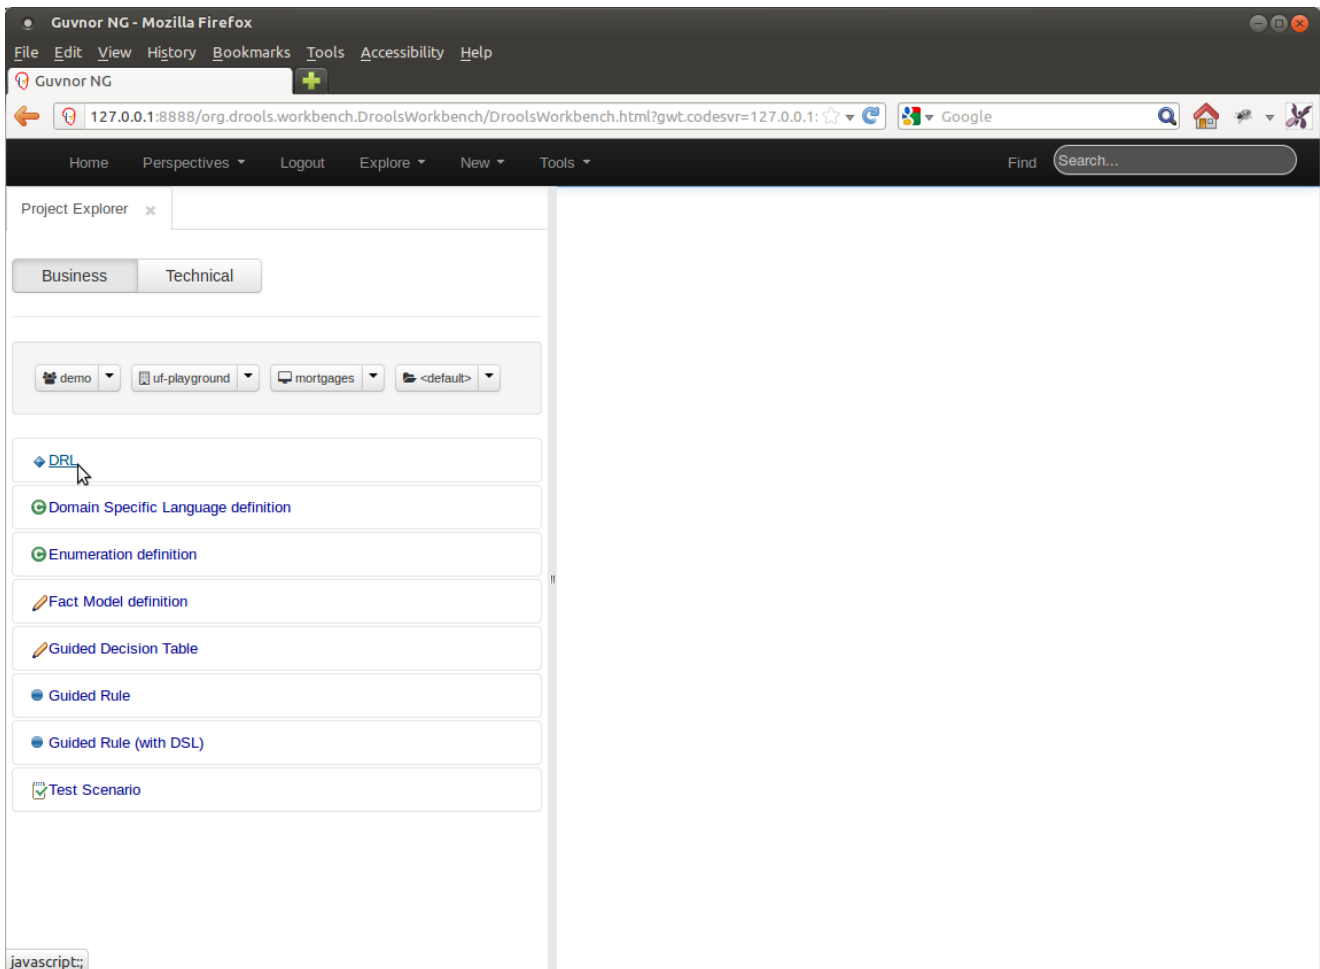 Guvnor NG - Mozilla Firefox
File Edit View History Bookmarks Tools Accessibility Help
Guvnor NG
127.0.0.1:8888/org.drools.workbench.DroolsWorkbench/DroolsWorkbench.html?gwt.codesvr=127.0.0.1: Google
Home Perspectives Logout Explore New Tools Find Search...
Project Explorer
Business Technical
demo uf-playground mortgages <default>
DRL
Domain Specific Language definition
Enumeration definition
Fact Model definition
Guided Decision Table
Guided Rule
Guided Rule (with DSL)
Test Scenario
javascript:;